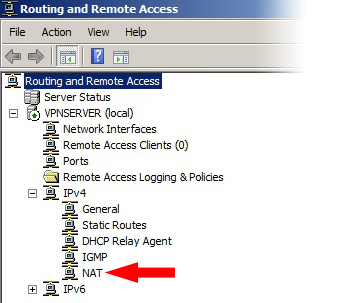 Routing and Remote Access
File Action View Help
Routing and Remote Access
Server Status
VPNSERVER (local)
Network Interfaces
Remote Access Clients (0)
Ports
Remote Access Logging & Policies
IPv4
General
Static Routes
DHCP Relay Agent
IGMP
NAT
IPv6